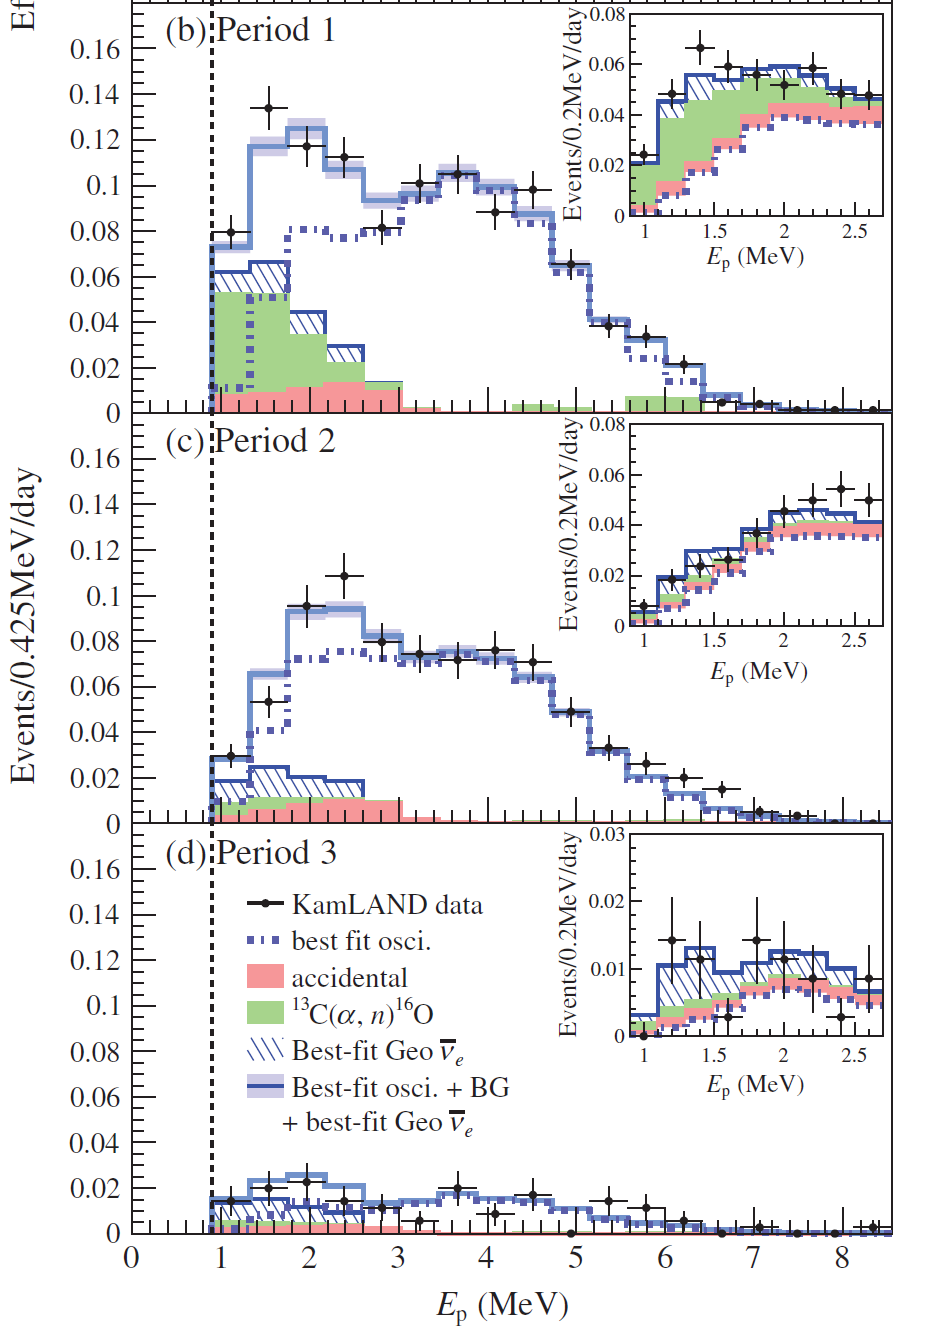 Ef
(b) Period 1
0.16
0.14
0.12
0.1
0.08
0.06
0.04
0.02
0
Events/0.2MeV/day
0.08
0.06
0.04
0.02
0
1 1.5 2 2.5
Ep (MeV)
Events/0.425MeV/day
(c) Period 2
0.16
0.14
0.12
0.1
0.08
0.06
0.04
0.02
0
Events/0.2MeV/day
0.08
0.06
0.04
0.02
0
1 1.5 2 2.5
Ep (MeV)
(d) Period 3
0.16
0.14
0.12
0.1
0.08
0.06
0.04
0.02
0
KamLAND data
best fit osci.
accidental
¹³C(α, n)¹⁶O
Best-fit Geo ν̅e
Best-fit osci. + BG
+ best-fit Geo ν̅e
Events/0.2MeV/day
0.03
0.02
0.01
0
1 1.5 2 2.5
Ep (MeV)
0 1 2 3 4 5 6 7 8
Ep (MeV)